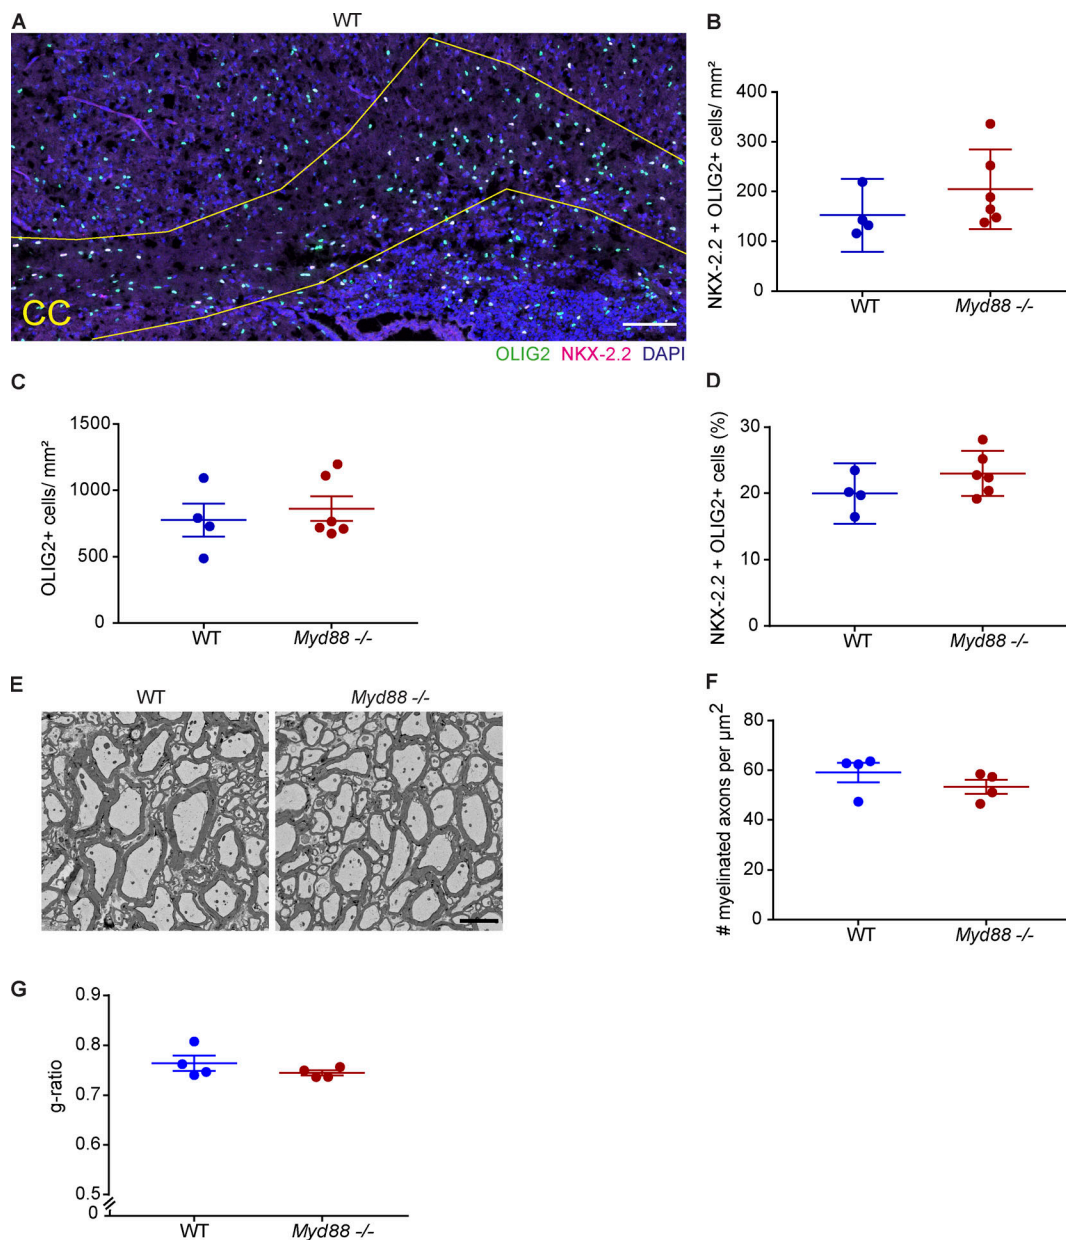 A
WT
CC
OLIG2 NKX-2.2 DAPI
B
NKX-2.2 + OLIG2+ cells/ mm²
400
300
200
100
0
WT
Myd88 -/-
C
OLIG2+ cells/ mm²
1500
1000
500
0
WT
Myd88 -/-
D
NKX-2.2 + OLIG2+ cells (%)
30
20
10
0
WT
Myd88 -/-
E
WT
Myd88 -/-
F
# myelinated axons per µm²
80
60
40
20
0
WT
Myd88 -/-
G
g-ratio
0.9
0.8
0.7
0.6
0.5
0
WT
Myd88 -/-